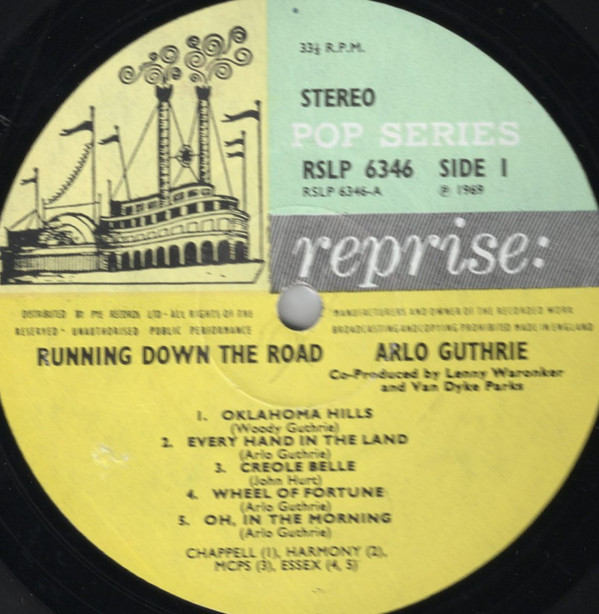 33⅓ R.P.M.
STEREO
POP SERIES
RSLP 6346 SIDE 1
RSLP 6346-A ℗ 1969
reprise:
DISTRIBUTED BY PYE RECORDS LTD·ALL RIGHTS OF THE MANUFACTURERS AND OWNER OF THE RECORDED WORK
RESERVED· UNAUTHORISED PUBLIC PERFORMANCE BROADCASTING AND COPYING PROHIBITED MADE IN ENGLAND
RUNNING DOWN THE ROAD ARLO GUTHRIE
Co-Produced by Lenny Waronker
and Van Dyke Parks
1. OKLAHOMA HILLS
(Woody Guthrie)
2. EVERY HAND IN THE LAND
(Arlo Guthrie)
3. CREOLE BELLE
(John Hurt)
4. WHEEL OF FORTUNE
(Arlo Guthrie)
5. OH, IN THE MORNING
(Arlo Guthrie)
CHAPPELL (1), HARMONY (2),
MCPS (3), ESSEX (4, 5)